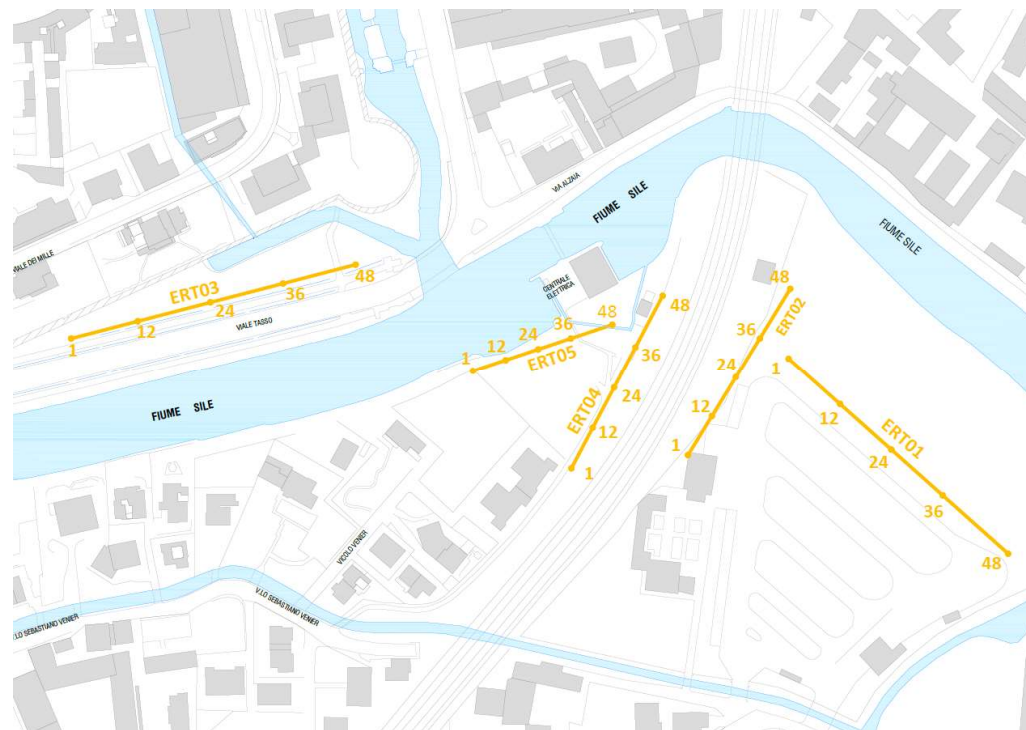 VIA ALZAIA
FIUME SILE
FIUME SILE
VIALE DEI MILLE
CENTRALE
ELETTRICA
48
ERT03
36
24
12
1
VIALE TASSO
48
36
24
12
1
ERT05
48
36
24
12
1
ERT04
48
36
24
12
1
ERT02
1
12
ERT01
24
36
48
FIUME SILE
VICOLO VENIER
V.LO SEBASTIANO VENIER
V.LO SEBASTIANO VENIER